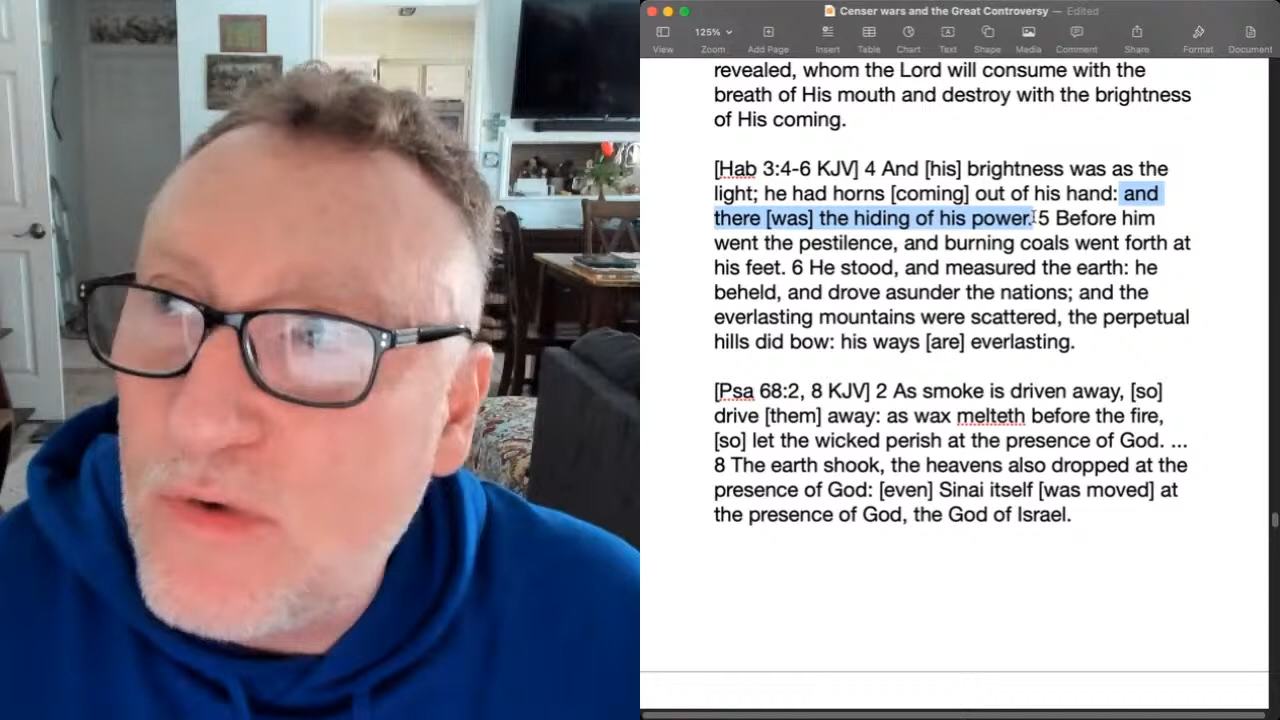 Censer wars and the Great Controversy — Edited
125%
View
Zoom
Add Page
Insert
Table
Chart
Text
Shape
Media
Comment
Share
Format
Document
revealed, whom the Lord will consume with the
breath of His mouth and destroy with the brightness
of His coming.
[Hab 3:4-6 KJV] 4 And [his] brightness was as the
light; he had horns [coming] out of his hand: and
there [was] the hiding of his power. 5 Before him
went the pestilence, and burning coals went forth at
his feet. 6 He stood, and measured the earth: he
beheld, and drove asunder the nations; and the
everlasting mountains were scattered, the perpetual
hills did bow: his ways [are] everlasting.
[Psa 68:2, 8 KJV] 2 As smoke is driven away, [so]
drive [them] away: as wax melteth before the fire,
[so] let the wicked perish at the presence of God. ...
8 The earth shook, the heavens also dropped at the
presence of God: [even] Sinai itself [was moved] at
the presence of God, the God of Israel.